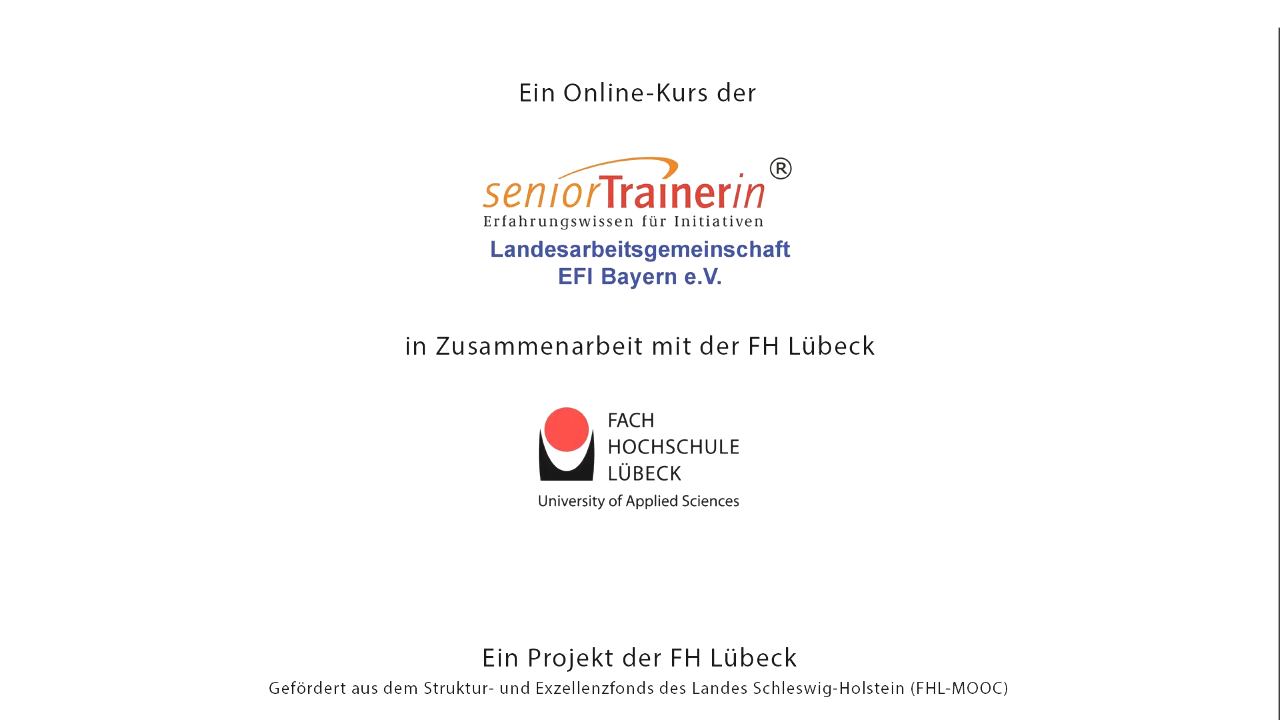 Ein Online-Kurs der
seniorTrainerin®
Erfahrungswissen für Initiativen
Landesarbeitsgemeinschaft
EFI Bayern e.V.
in Zusammenarbeit mit der FH Lübeck
FACH
HOCHSCHULE
LÜBECK
University of Applied Sciences
Ein Projekt der FH Lübeck
Gefördert aus dem Struktur- und Exzellenzfonds des Landes Schleswig-Holstein (FHL-MOOC)